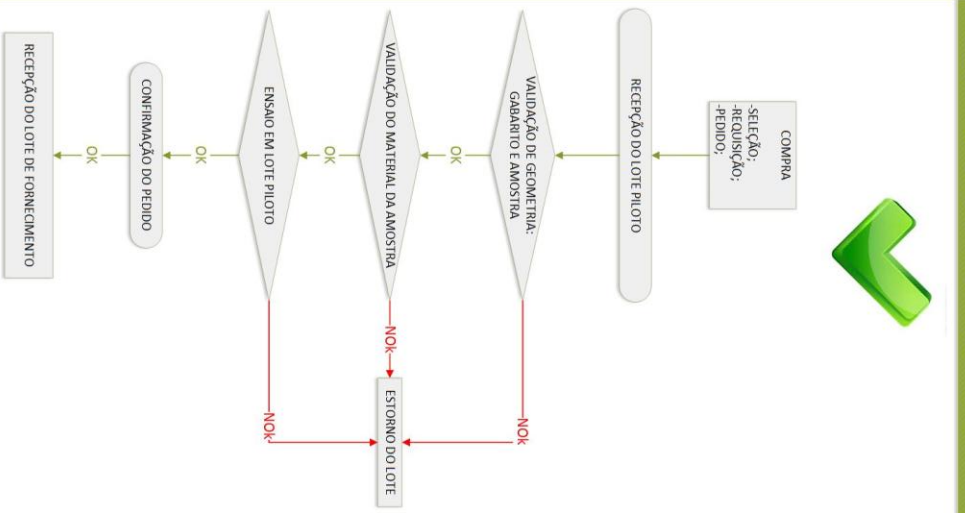 COMPRA
-SELEÇÃO;
-REQUISIÇÃO;
-PEDIDO;
RECEPÇÃO DO LOTE PILOTO
VALIDAÇÃO DE GEOMETRIA:
GABARITO E AMOSTRA
NOk
OK
VALIDAÇÃO DO MATERIAL DA AMOSTRA
NOk
OK
ENSAIO EM LOTE PILOTO
NOk
ESTORNO DO LOTE
OK
CONFIRMAÇÃO DO PEDIDO
OK
RECEPÇÃO DO LOTE DE FORNECIMENTO